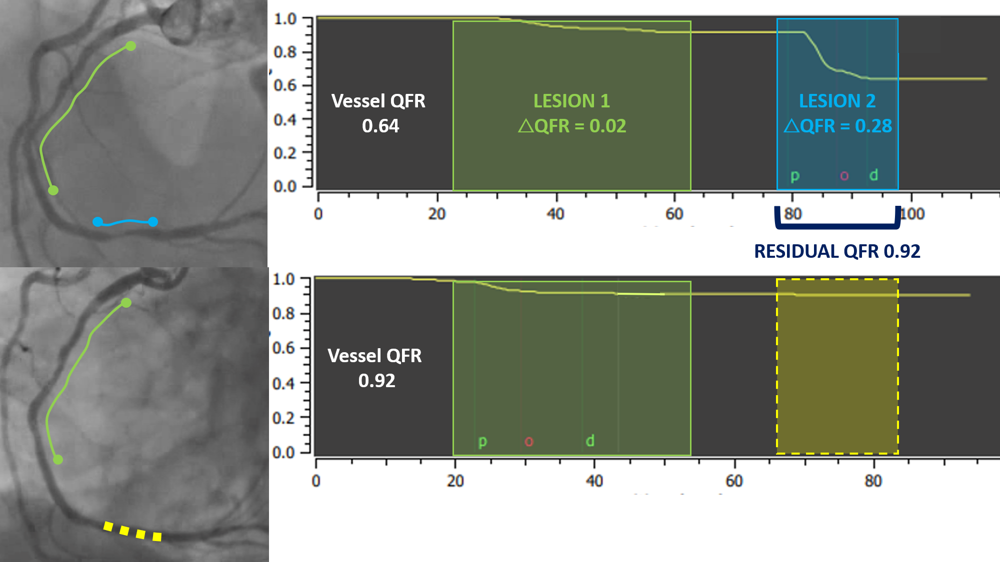 1.0
0.8
0.6
0.4
0.2
0.0
Vessel QFR
0.64
LESION 1
△QFR = 0.02
LESION 2
△QFR = 0.28
p o d
0 20 40 60 80 100
RESIDUAL QFR 0.92
1.0
0.8
0.6
0.4
0.2
0.0
Vessel QFR
0.92
p o d
0 20 40 60 80